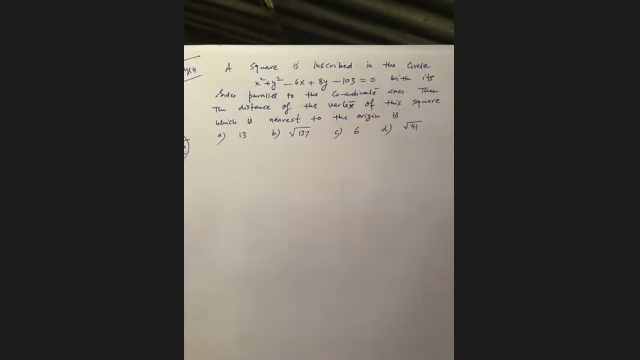 A Square is inscribed in the Circle
x² + y² - 6x + 8y - 103 = 0 with its
sides parallel to the Co-ordinate axes. Then
the distance of the vertex of this square
which is nearest to the origin is
a) 13 b) √137 c) 6 d) √41